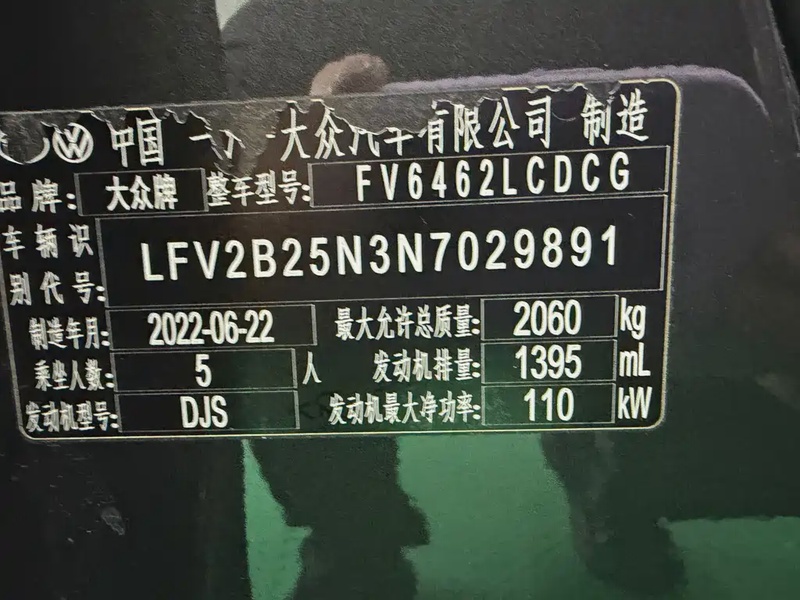 中国 一 大众汽车有限公司 制造
品牌: 大众牌 整车型号: FV6462LCDCG
车辆识别代号: LFV2B25N3N7029891
制造年月: 2022-06-22 最大允许总质量: 2060 kg
乘坐人数: 5 人 发动机排量: 1395 mL
发动机型号: DJS 发动机最大净功率: 110 kW